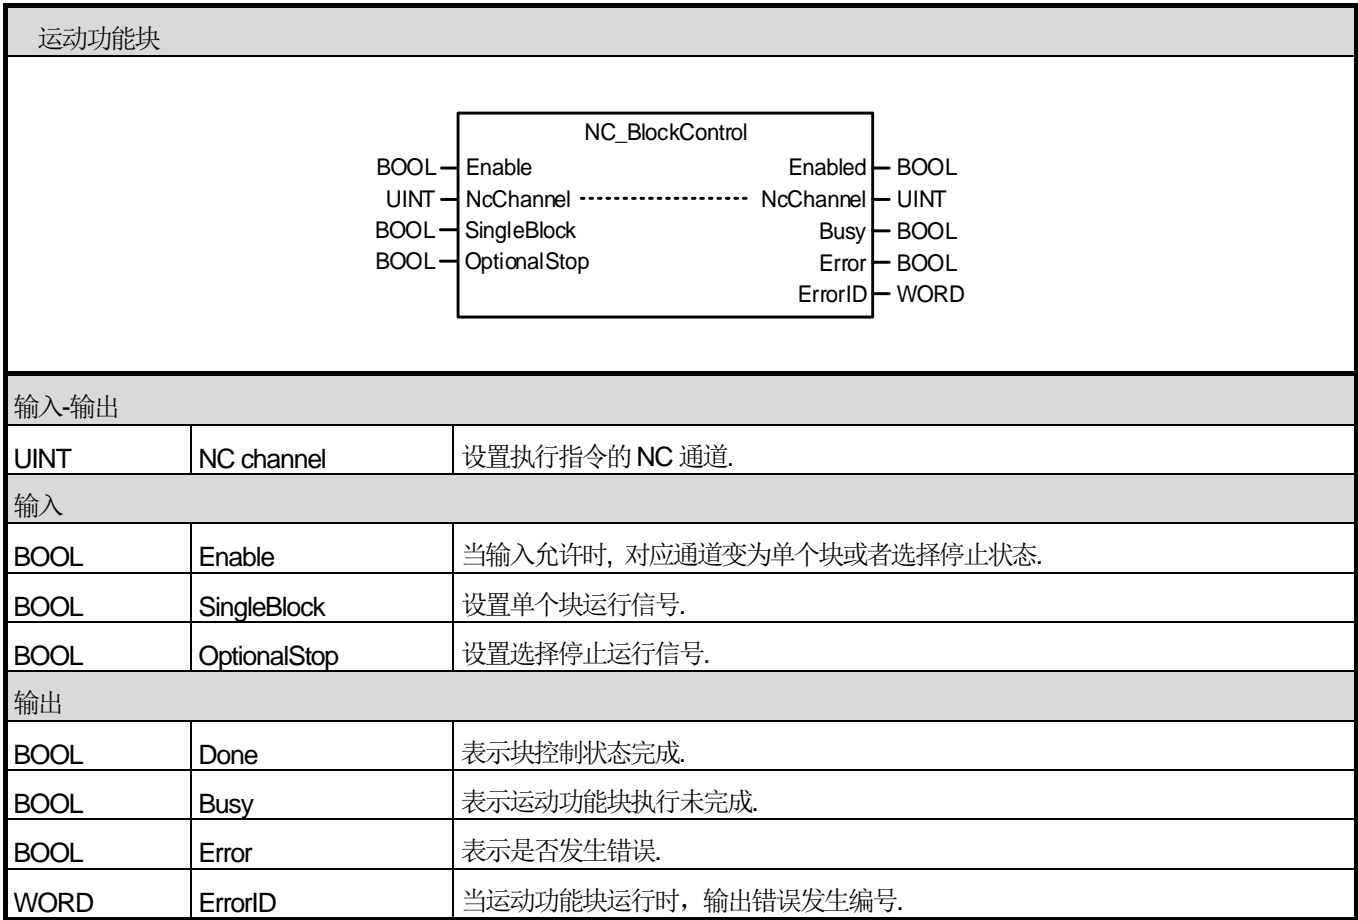 运动功能块
NC_BlockControl
BOOL Enable Enabled BOOL
UINT NcChannel NcChannel UINT
BOOL SingleBlock Busy BOOL
BOOL OptionalStop Error BOOL
ErrorID WORD
输入-输出
UINT NC channel 设置执行指令的 NC 通道.
输入
BOOL Enable 当输入允许时, 对应通道变为单个块或者选择停止状态.
BOOL SingleBlock 设置单个块运行信号.
BOOL OptionalStop 设置选择停止运行信号.
输出
BOOL Done 表示块控制状态完成.
BOOL Busy 表示运动功能块执行未完成.
BOOL Error 表示是否发生错误.
WORD ErrorID 当运动功能块运行时，输出错误发生编号.